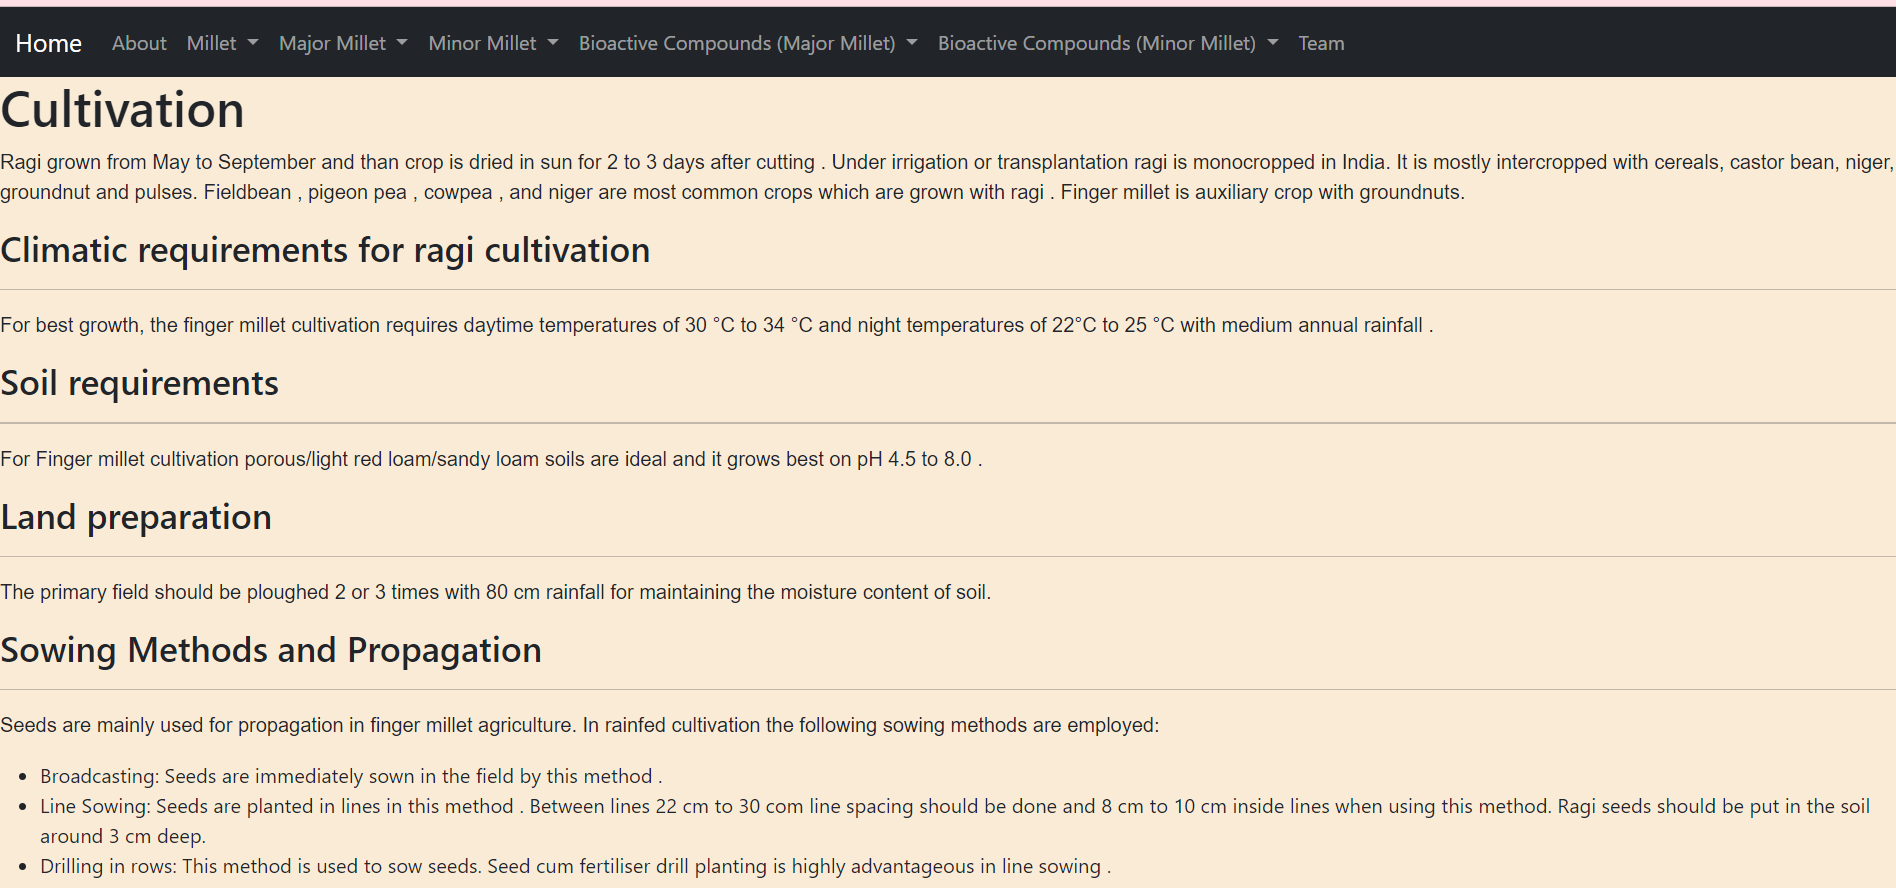 Home About Millet Major Millet Minor Millet Bioactive Compounds (Major Millet) Bioactive Compounds (Minor Millet) Team
Cultivation
Ragi grown from May to September and than crop is dried in sun for 2 to 3 days after cutting . Under irrigation or transplantation ragi is monocropped in India. It is mostly intercropped with cereals, castor bean, niger,
groundnut and pulses. Fieldbean , pigeon pea , cowpea , and niger are most common crops which are grown with ragi . Finger millet is auxiliary crop with groundnuts.
Climatic requirements for ragi cultivation
For best growth, the finger millet cultivation requires daytime temperatures of 30 °C to 34 °C and night temperatures of 22°C to 25 °C with medium annual rainfall .
Soil requirements
For Finger millet cultivation porous/light red loam/sandy loam soils are ideal and it grows best on pH 4.5 to 8.0 .
Land preparation
The primary field should be ploughed 2 or 3 times with 80 cm rainfall for maintaining the moisture content of soil.
Sowing Methods and Propagation
Seeds are mainly used for propagation in finger millet agriculture. In rainfed cultivation the following sowing methods are employed:
• Broadcasting: Seeds are immediately sown in the field by this method .
• Line Sowing: Seeds are planted in lines in this method . Between lines 22 cm to 30 com line spacing should be done and 8 cm to 10 cm inside lines when using this method. Ragi seeds should be put in the soil
around 3 cm deep.
• Drilling in rows: This method is used to sow seeds. Seed cum fertiliser drill planting is highly advantageous in line sowing .